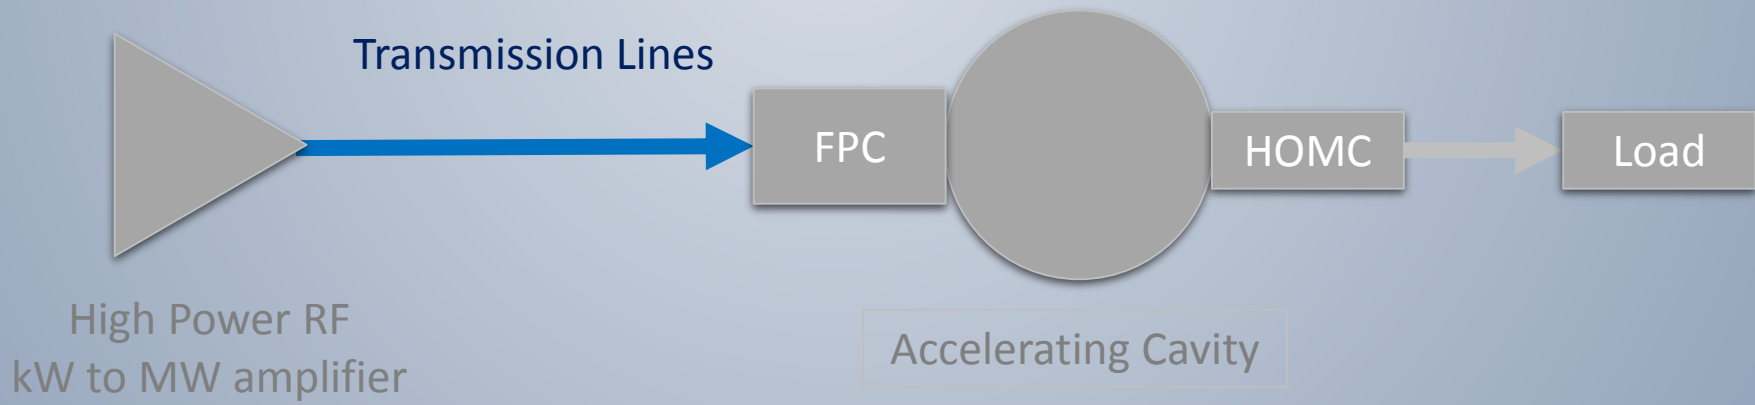 Transmission Lines
FPC
HOMC
Load
High Power RF
kW to MW amplifier
Accelerating Cavity